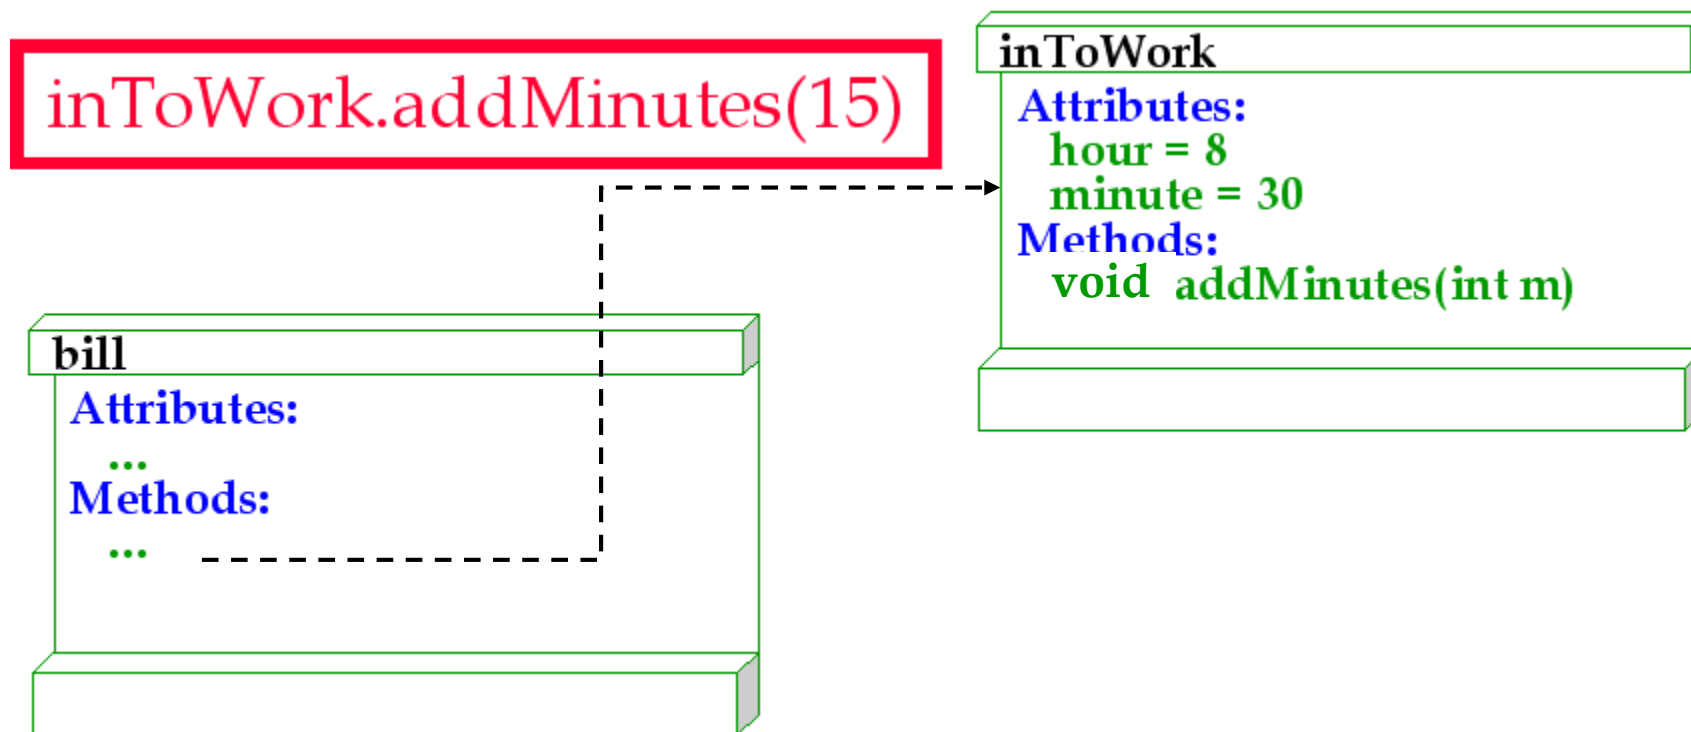 inToWork.addMinutes(15)
inToWork
Attributes:
hour = 8
minute = 30
Methods:
void addMinutes(int m)
bill
Attributes:
...
Methods:
...